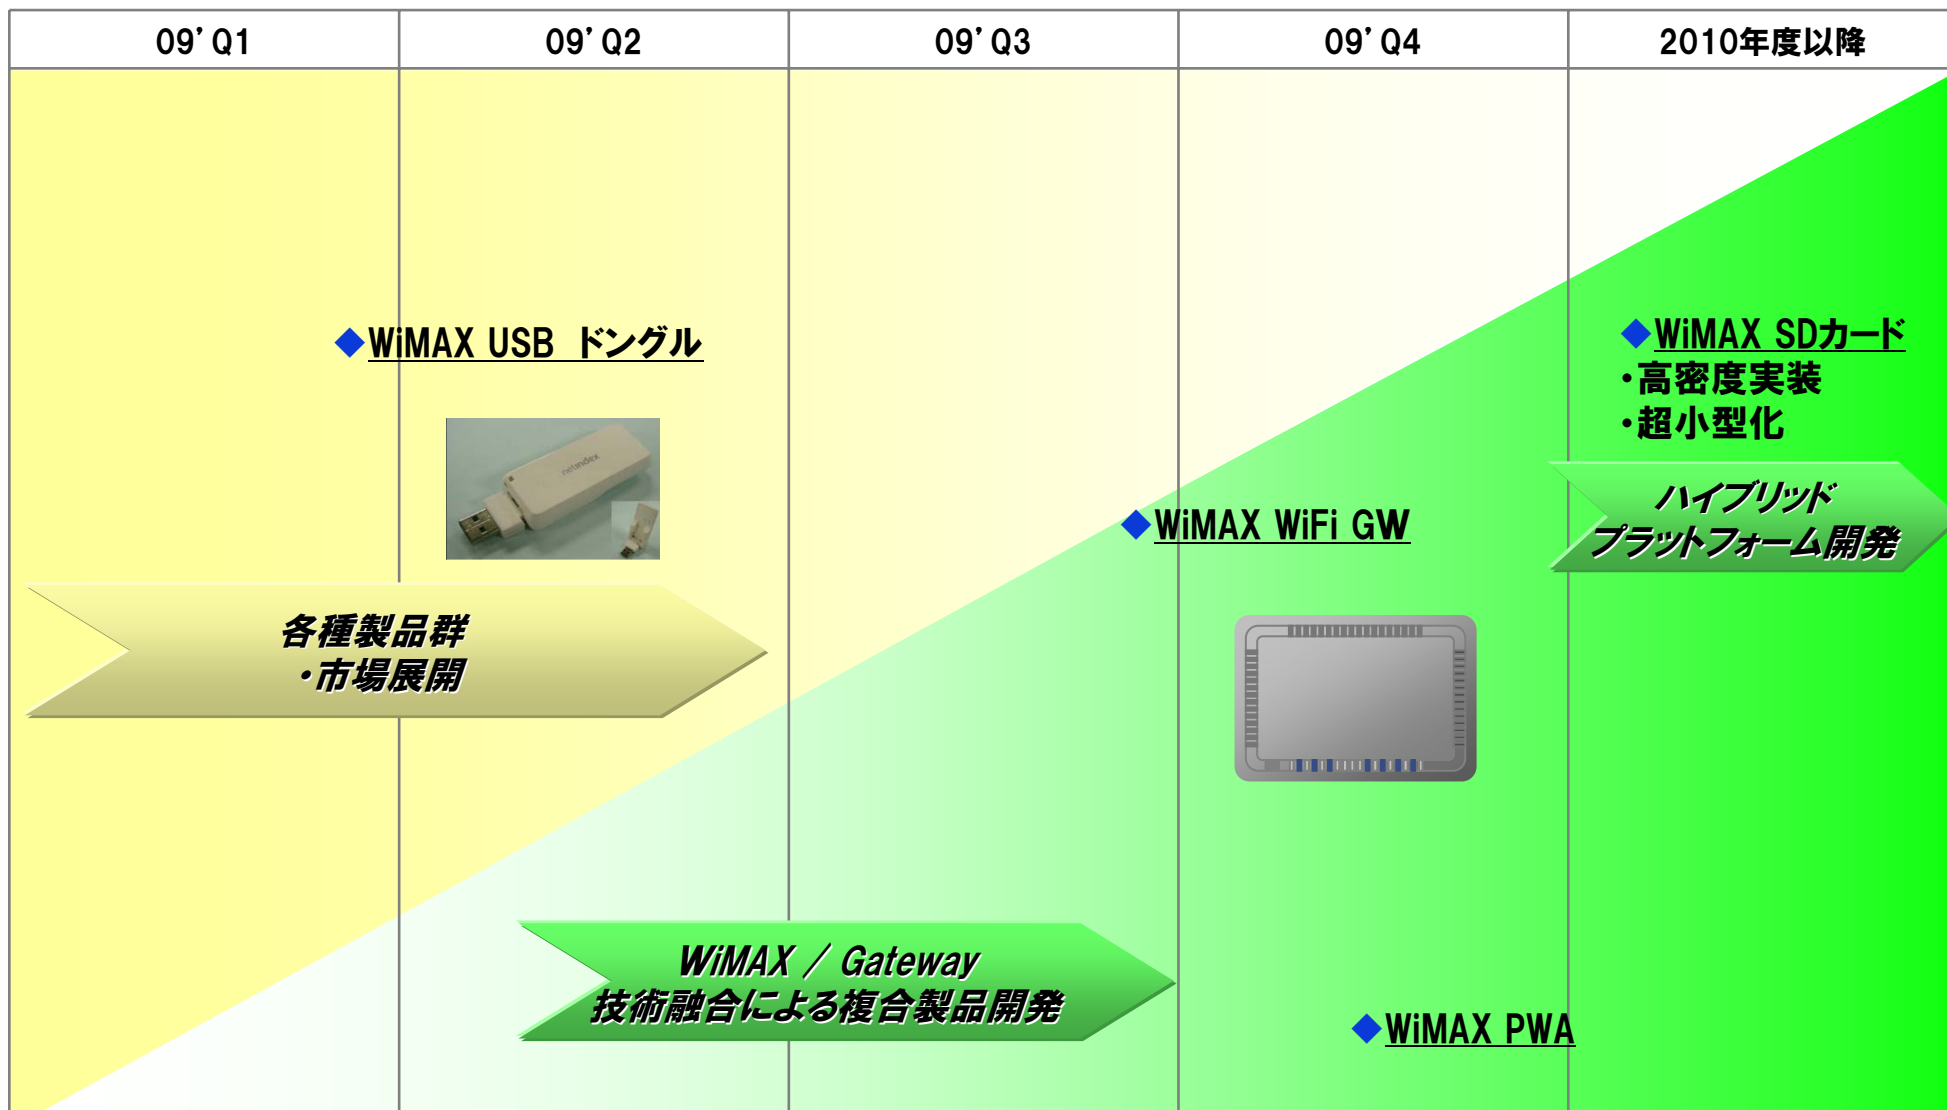 09’Q1
09’Q2
09’Q3
09’Q4
2010年度以降
◆WiMAX USB ドングル
◆WiMAX SDカード
・高密度実装
・超小型化
netindex
ハイブリッド
プラットフォーム開発
◆WiMAX WiFi GW
各種製品群
・市場展開
WiMAX / Gateway
技術融合による複合製品開発
◆WiMAX PWA